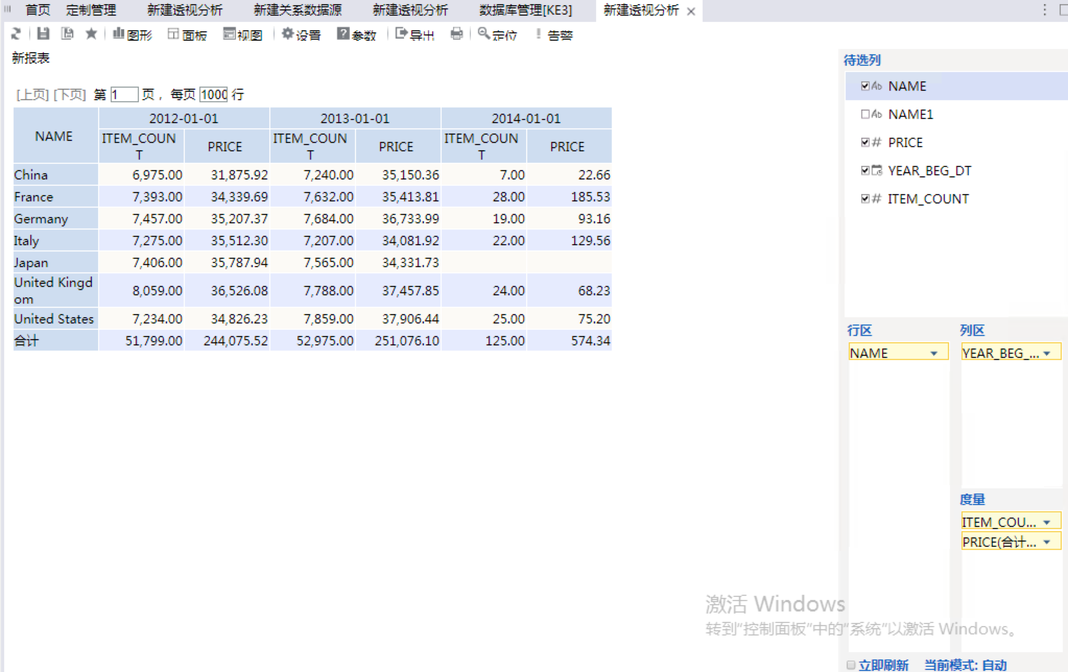 首页 定制管理 新建透视分析 新建关系数据源 新建透视分析 数据库管理[KE3] 新建透视分析
图形 面板 视图 设置 参数 导出 定位 告警
新报表
[上页] [下页] 第 1 页， 每页 1000 行
NAME 2012-01-01 2013-01-01 2014-01-01
ITEM_COUNT PRICE ITEM_COUNT PRICE ITEM_COUNT PRICE
China 6,975.00 31,875.92 7,240.00 35,150.36 7.00 22.66
France 7,393.00 34,339.69 7,632.00 35,413.81 28.00 185.53
Germany 7,457.00 35,207.37 7,684.00 36,733.99 19.00 93.16
Italy 7,275.00 35,512.30 7,207.00 34,081.92 22.00 129.56
Japan 7,406.00 35,787.94 7,565.00 34,331.73
United Kingdom 8,059.00 36,526.08 7,788.00 37,457.85 24.00 68.23
United States 7,234.00 34,826.23 7,859.00 37,906.44 25.00 75.20
合计 51,799.00 244,075.52 52,975.00 251,076.10 125.00 574.34
待选列
Ab NAME
Ab NAME1
# PRICE
YEAR_BEG_DT
# ITEM_COUNT
行区 列区
NAME YEAR_BEG_...
度量
ITEM_COU...
PRICE(合计...
激活 Windows
转到"控制面板"中的"系统"以激活 Windows。
立即刷新 当前模式: 自动